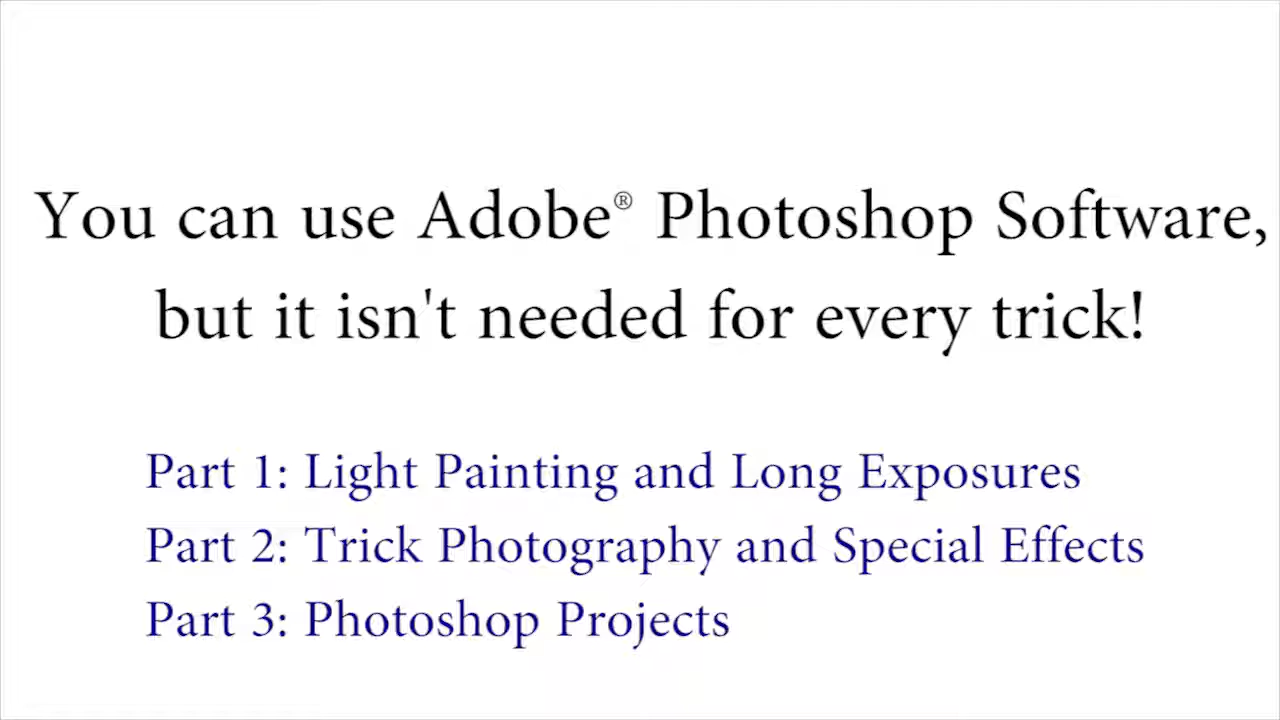 You can use Adobe® Photoshop Software,
but it isn't needed for every trick!
Part 1: Light Painting and Long Exposures
Part 2: Trick Photography and Special Effects
Part 3: Photoshop Projects